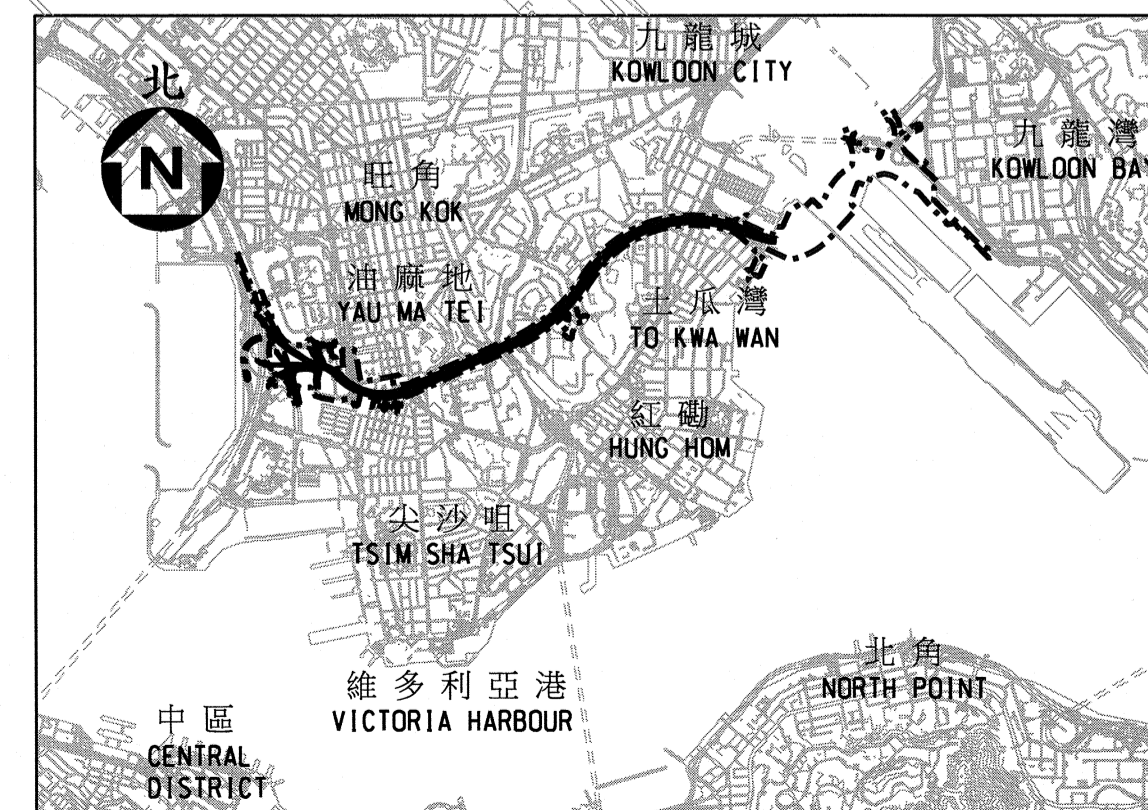 九龍城
KOWLOON CITY
北
N
九龍灣
KOWLOON BAY
旺角
MONG KOK
油麻地
YAU MA TEI
土瓜灣
TO KWA WAN
紅磡
HUNG HOM
尖沙咀
TSIM SHA TSUI
北角
NORTH POINT
維多利亞港
VICTORIA HARBOUR
中區
CENTRAL
DISTRICT